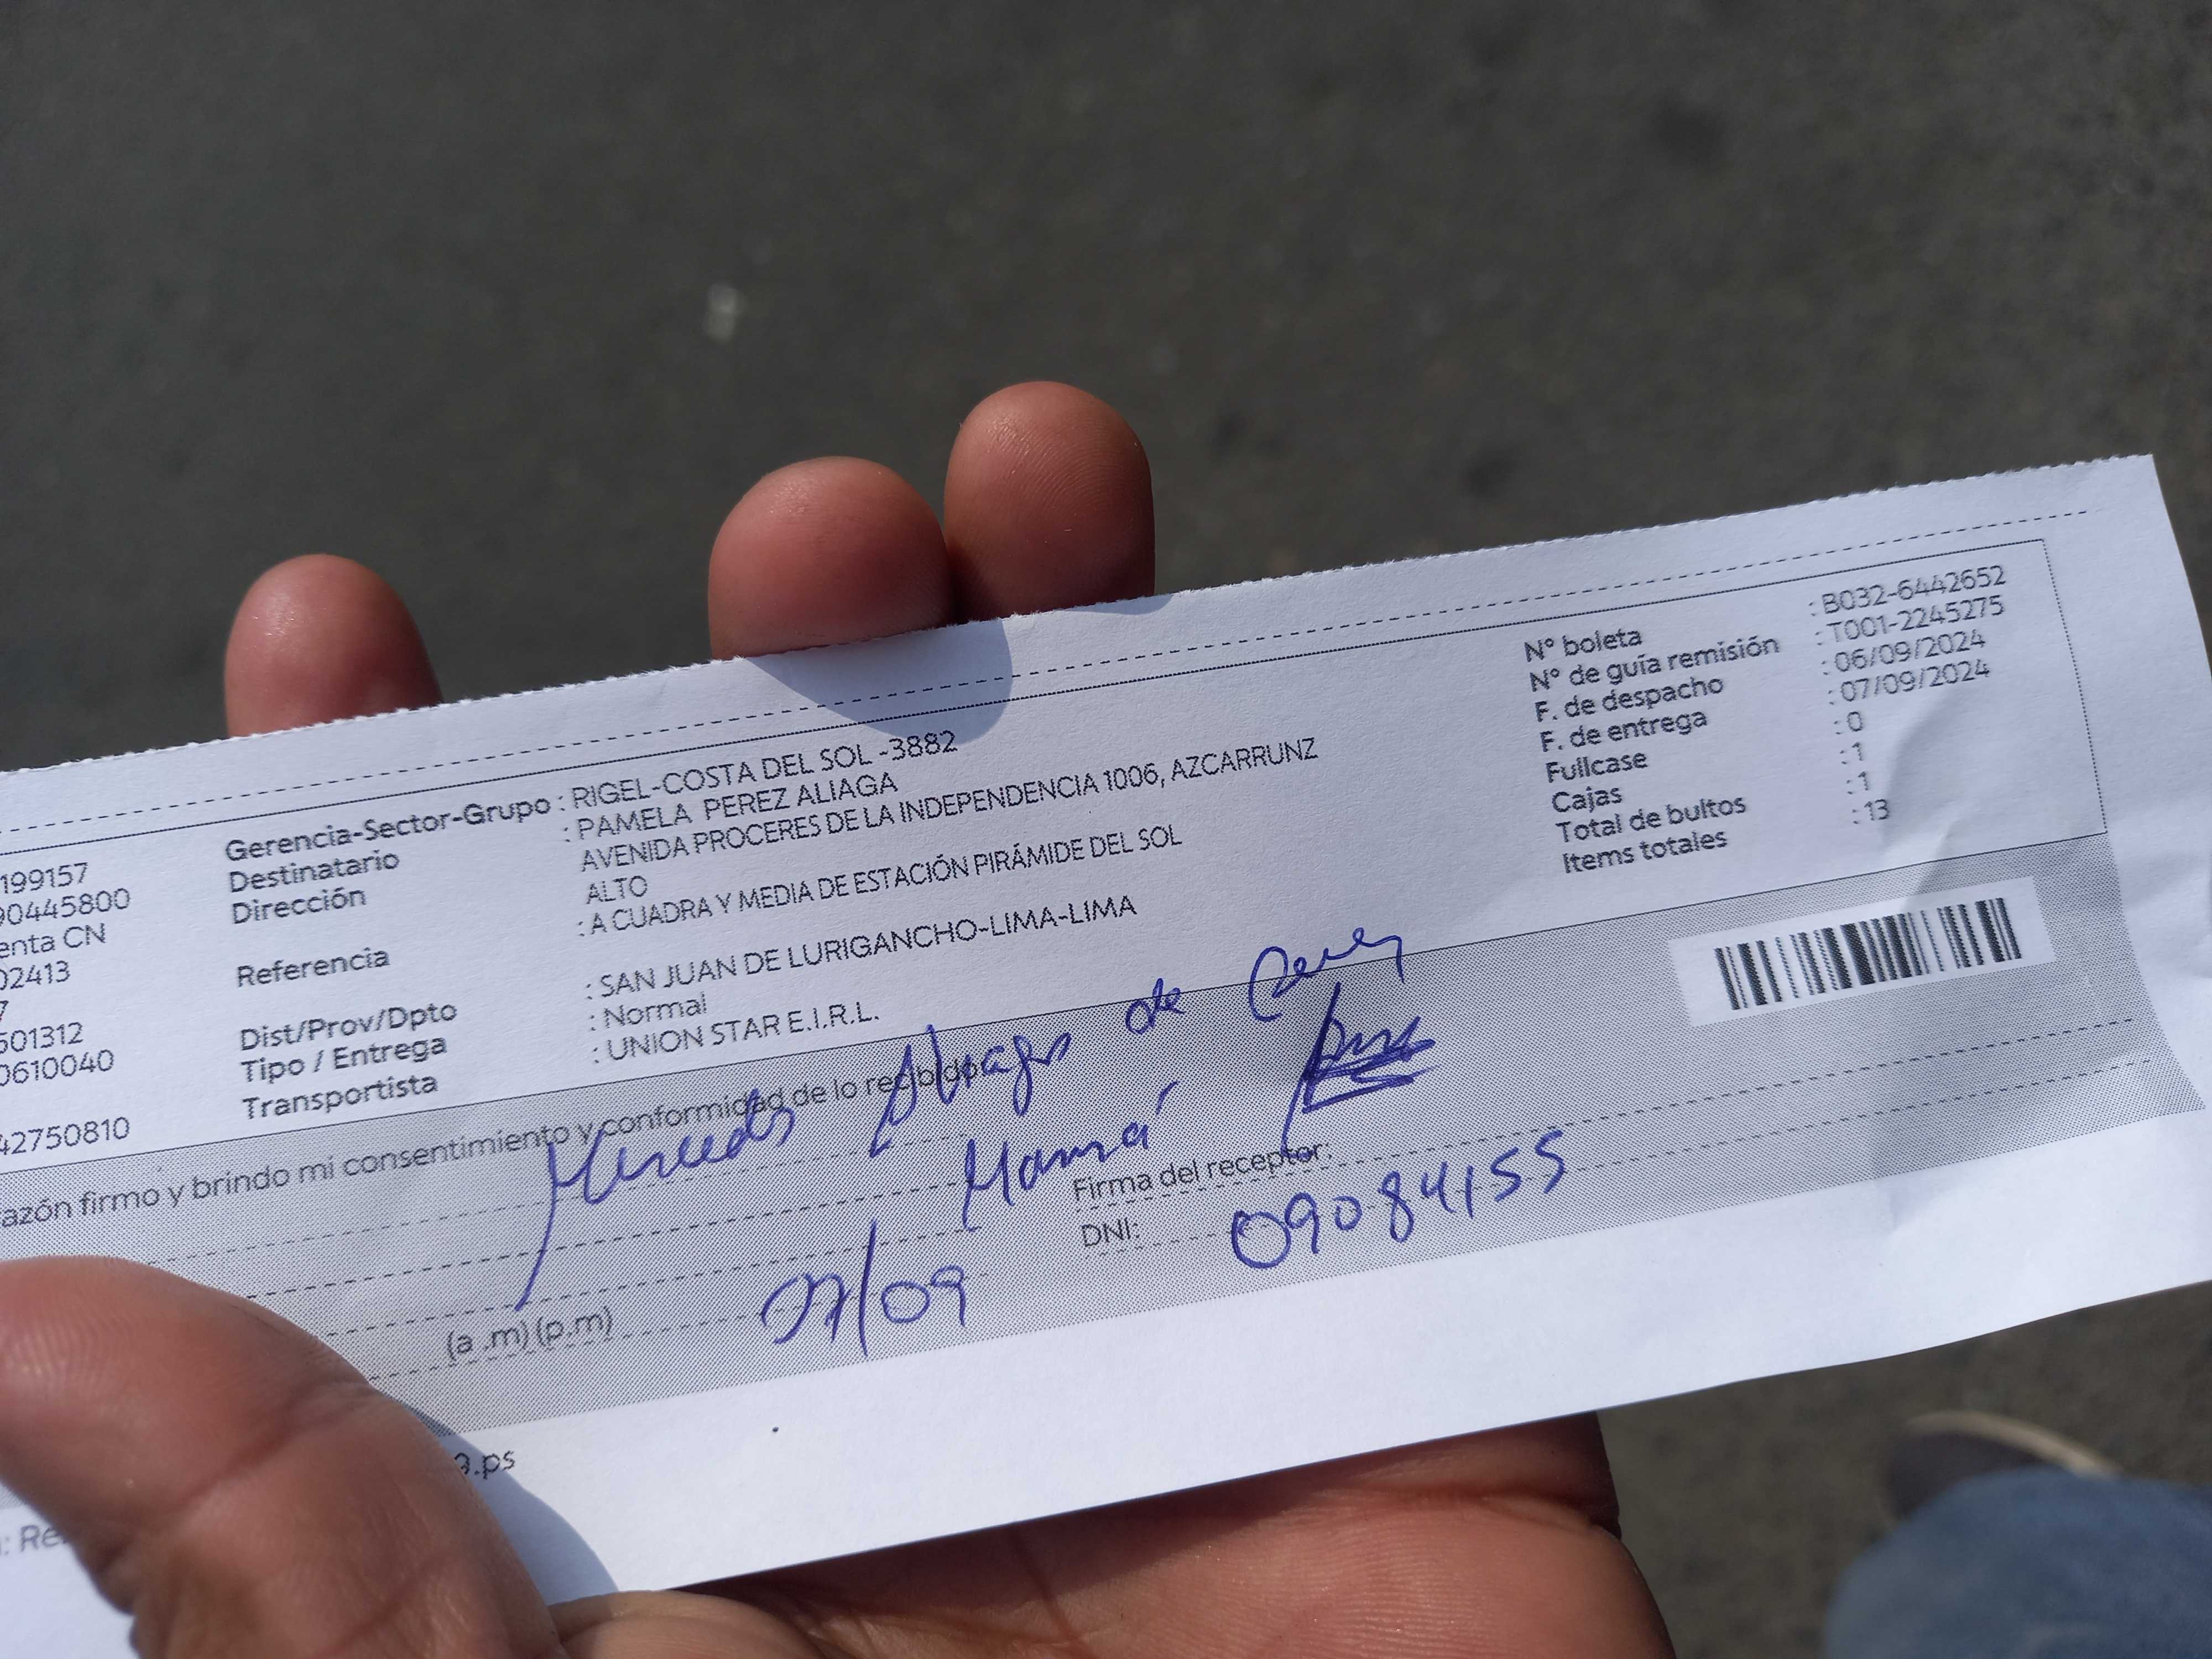 199157
90445800
enta CN
02413
7
501312
0610040
42750810
Gerencia-Sector-Grupo : RIGEL-COSTA DEL SOL -3882
Destinatario : PAMELA PEREZ ALIAGA
Dirección AVENIDA PROCERES DE LA INDEPENDENCIA 1006, AZCARRUNZ
ALTO
Referencia : A CUADRA Y MEDIA DE ESTACIÓN PIRÁMIDE DEL SOL
Dist/Prov/Dpto : SAN JUAN DE LURIGANCHO-LIMA-LIMA
Tipo / Entrega : Normal
Transportista : UNION STAR E.I.R.L.
N° boleta : B032-6442652
N° de guía remisión : T001-2245275
F. de despacho : 06/09/2024
F. de entrega : 07/09/2024
Fullcase : 0
Cajas : 1
Total de bultos : 1
Items totales : 13
azón firmo y brindo mi consentimiento y conformidad de lo recibido
de
Mamá
Firma del receptor:
DNI: 09084155
(a .m) (p.m) 07/09
.ps
: Re